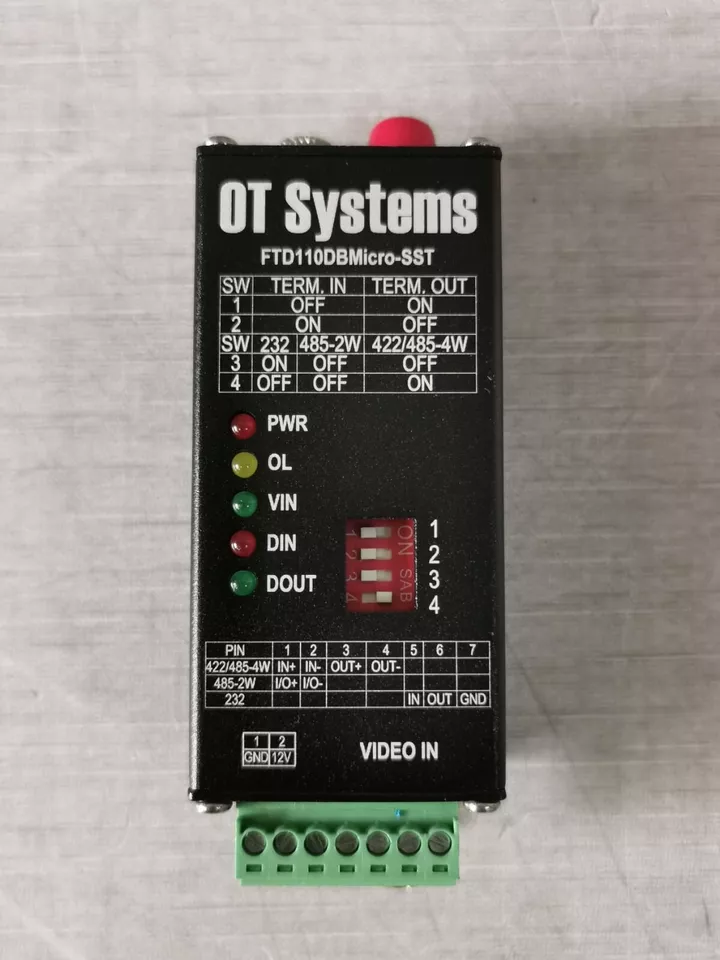 OT Systems
FTD110DBMicro-SST
SW TERM. IN TERM. OUT
1 OFF ON
2 ON OFF
SW 232 485-2W 422/485-4W
3 ON OFF OFF
4 OFF OFF ON
PWR
OL
VIN
DIN
DOUT
1 2 3 4
ON SAB
1
2
3
4
PIN 1 2 3 4 5 6 7
422/485-4W IN+ IN- OUT+ OUT-
485-2W I/O+ I/O-
232 IN OUT GND
1 2
GND 12V
VIDEO IN